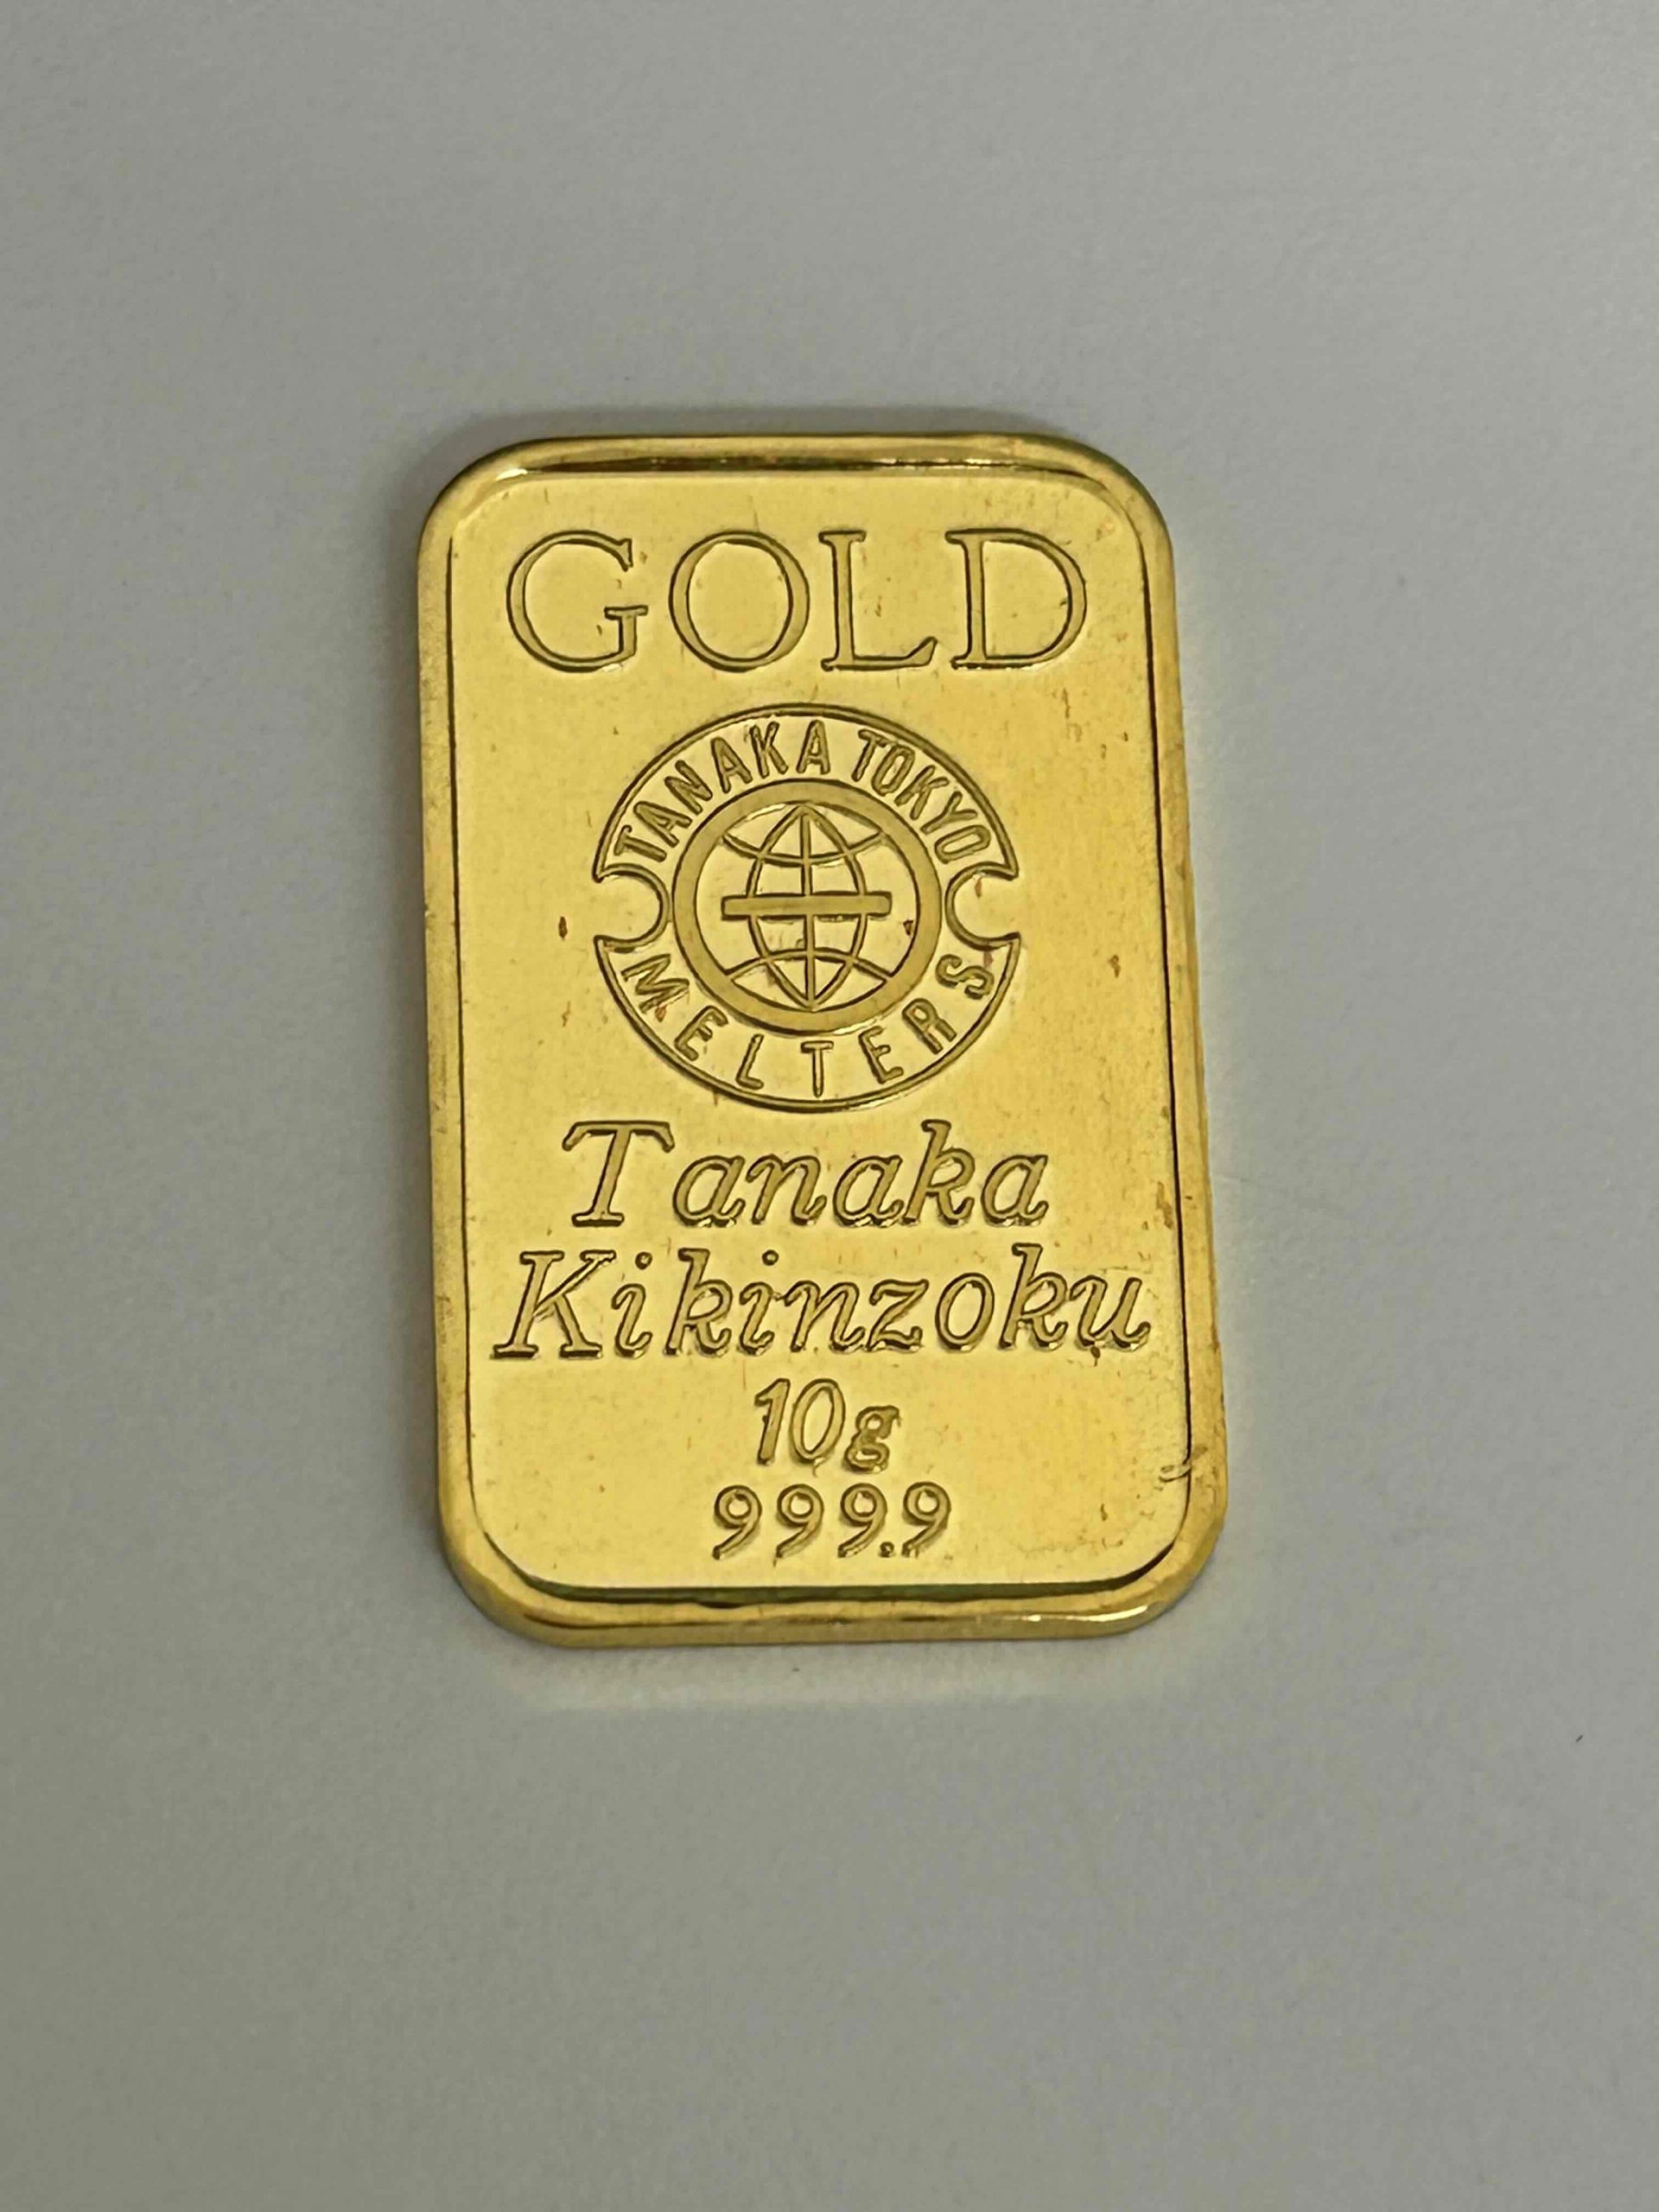 GOLD
TANAKA TOKYO
MELTERS
Tanaka
Kikinzoku
10g
999.9